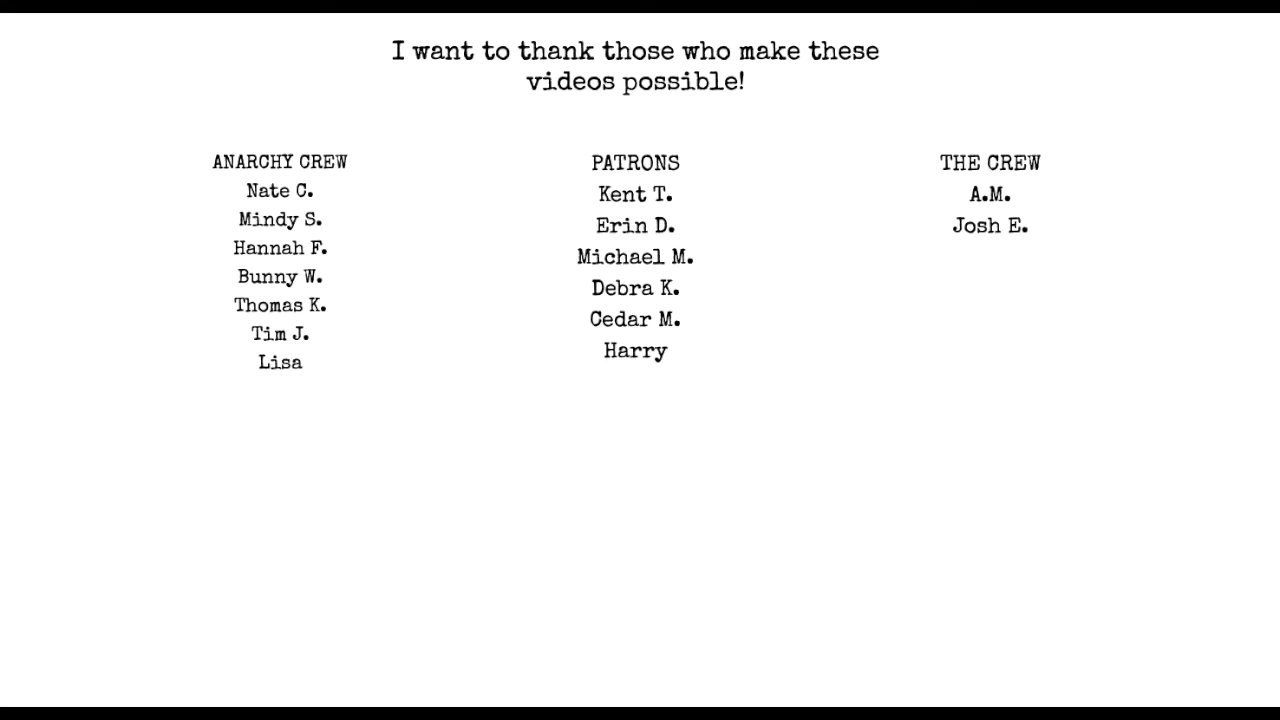 I want to thank those who make these
videos possible!
ANARCHY CREW
Nate C.
Mindy S.
Hannah F.
Bunny W.
Thomas K.
Tim J.
Lisa
PATRONS
Kent T.
Erin D.
Michael M.
Debra K.
Cedar M.
Harry
THE CREW
A.M.
Josh E.